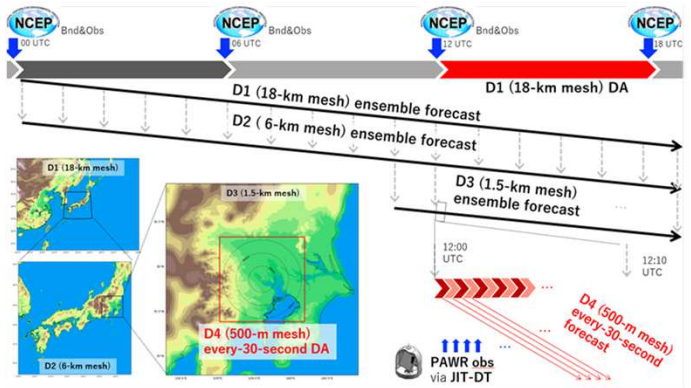 NCEP
Bnd&Obs
00 UTC
NCEP
Bnd&Obs
06 UTC
NCEP
Bnd&Obs
12 UTC
NCEP
18 UTC
D1 (18-km mesh) DA
D1 (18-km mesh) ensemble forecast
D2 ( 6-km mesh) ensemble forecast
D3 (1.5-km mesh)
ensemble forecast
...
D1 (18-km mesh)
D2 (6-km mesh)
D3 (1.5-km mesh)
D4 (500-m mesh)
every-30-second DA
12:00
UTC
12:10
UTC
...
D4 (500-m mesh)
every-30-second
forecast
...
...
PAWR obs
via JIT-DT